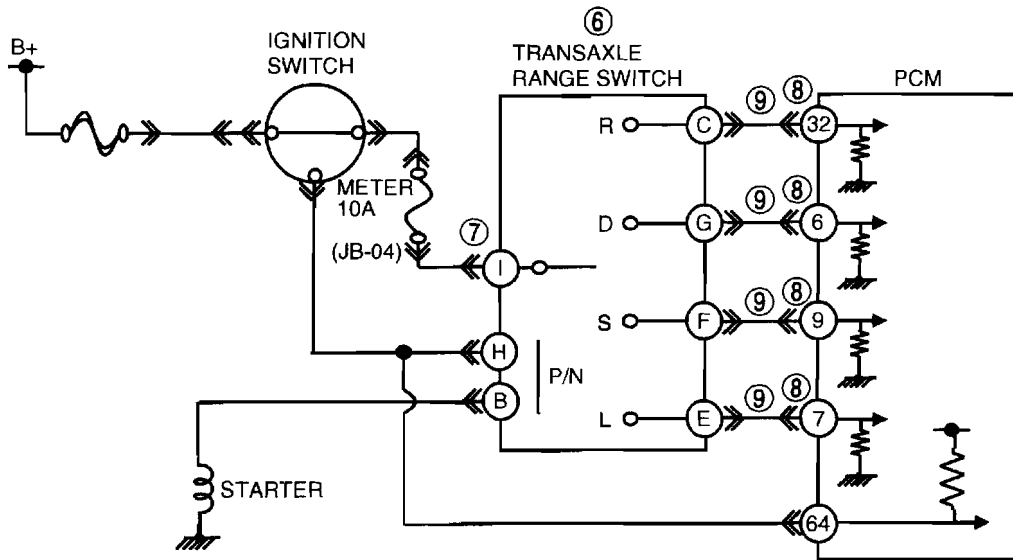 B+
IGNITION
SWITCH
⑥
TRANSAXLE
RANGE SWITCH
PCM
METER
10A
(JB-04)
⑦
R
C
⑨
⑧
32
D
G
⑨
⑧
6
I
S
F
⑨
⑧
9
H
P/N
B
L
E
⑨
⑧
7
STARTER
64